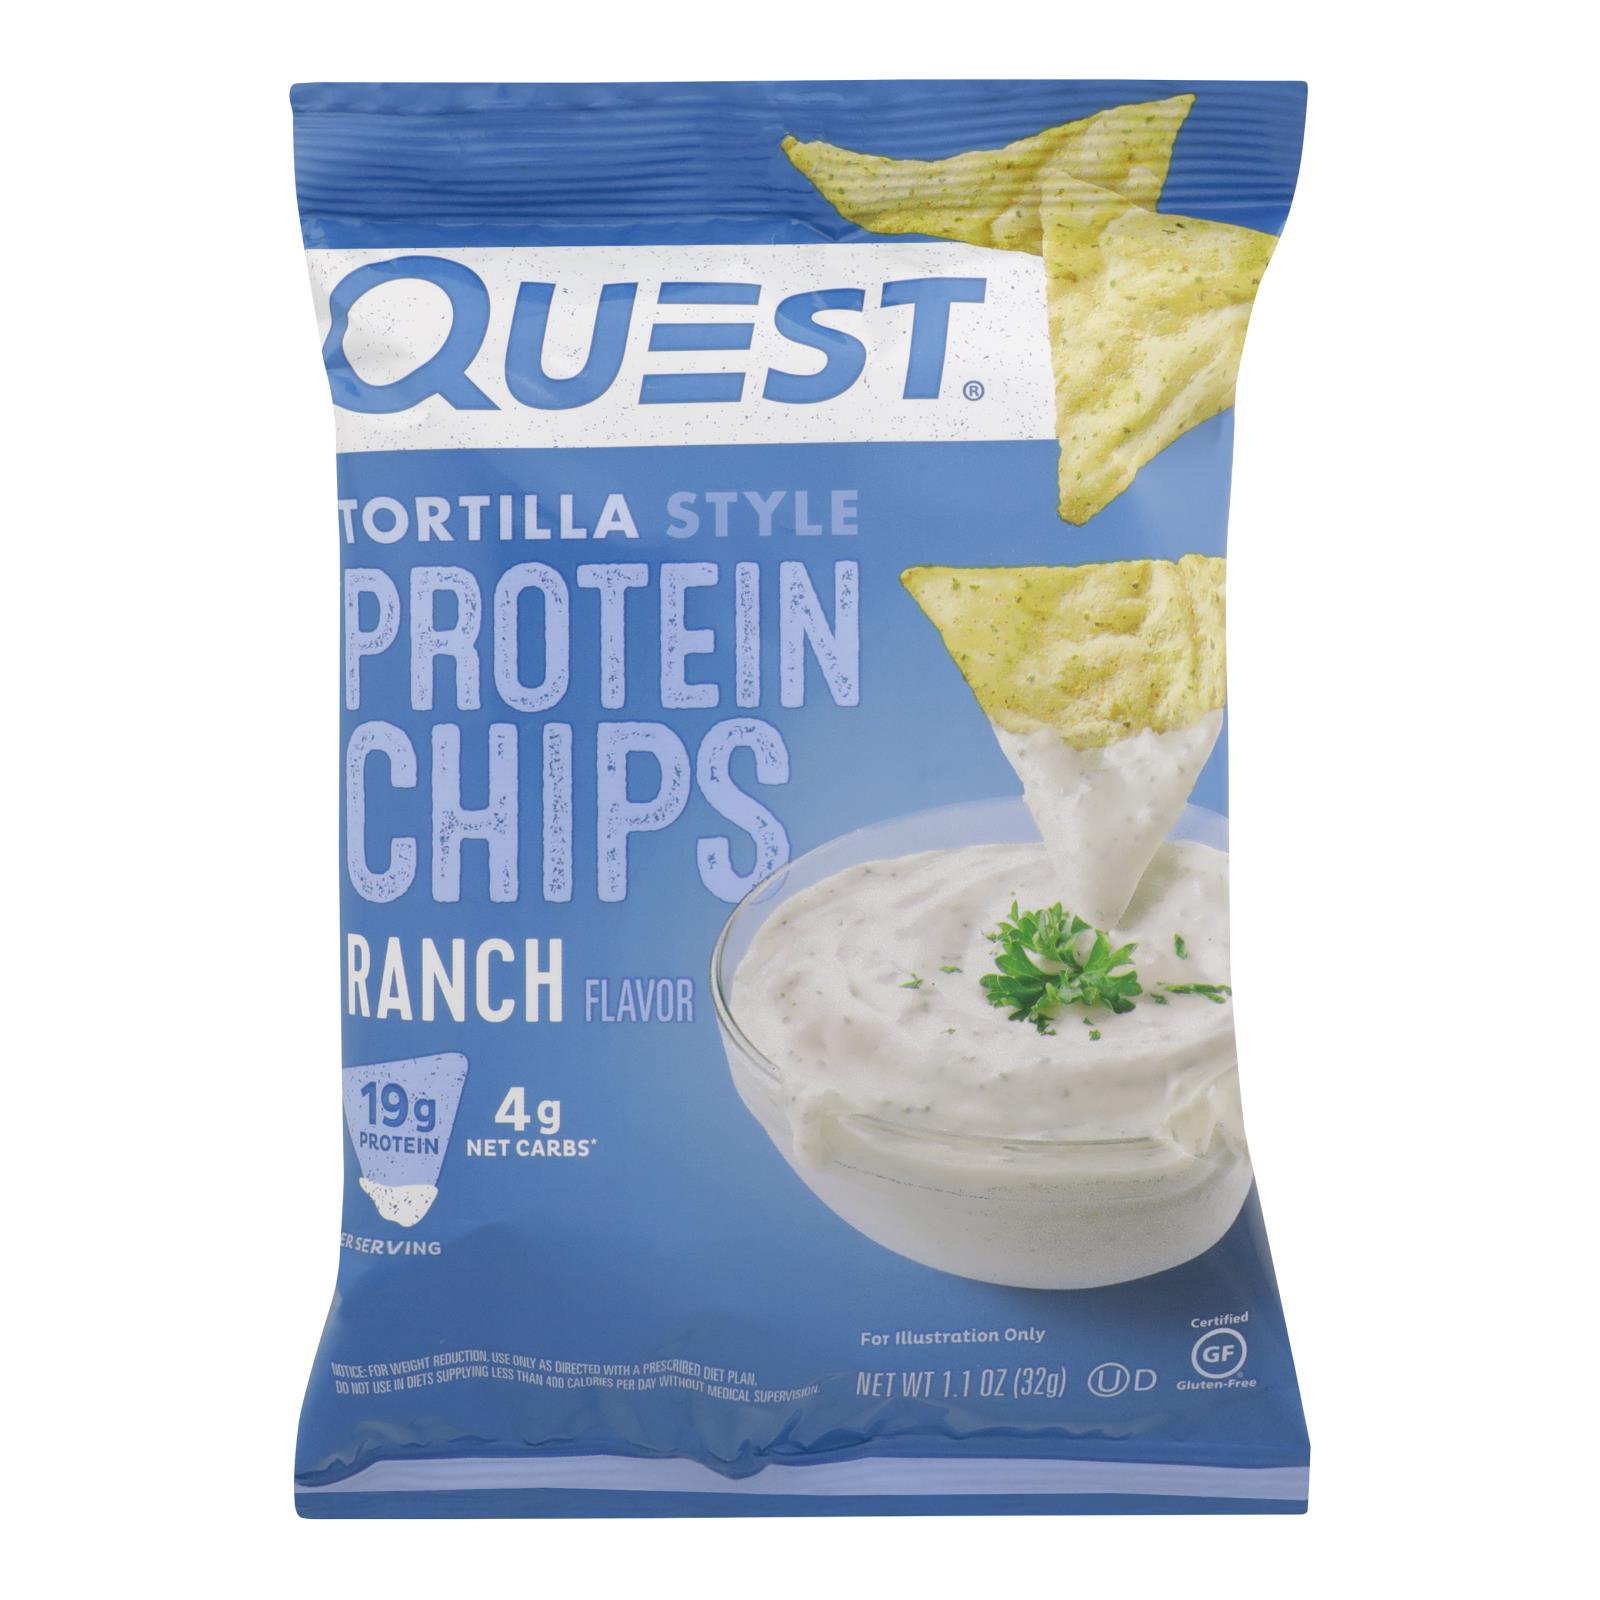 QUEST®
TORTILLA STYLE
PROTEIN
CHIPS
RANCH FLAVOR
19g
PROTEIN
4g
NET CARBS*
ER SERVING
For Illustration Only
NOTICE: FOR WEIGHT REDUCTION, USE ONLY AS DIRECTED WITH A PRESCRIBED DIET PLAN.
DO NOT USE IN DIETS SUPPLYING LESS THAN 400 CALORIES PER DAY WITHOUT MEDICAL SUPERVISION.
NET WT 1.1 OZ (32g) U D
Certified
GF
Gluten-Free